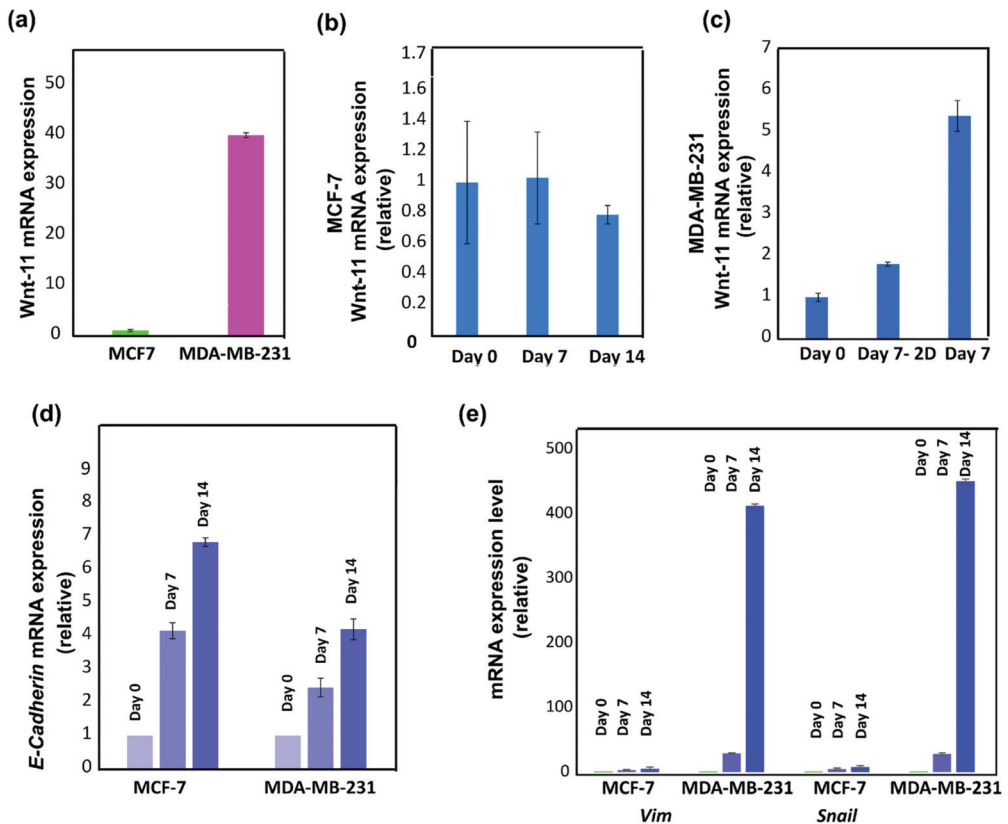 (a)
Wnt-11 mRNA expression
50
40
30
20
10
0
MCF7
MDA-MB-231
(b)
MCF-7
Wnt-11 mRNA expression
(relative)
1.7
1.6
1.4
1.2
1
0.8
0.6
0.4
0.2
0
Day 0
Day 7
Day 14
(c)
MDA-MB-231
Wnt-11 mRNA expression
(relative)
7
6
5
4
3
2
1
0
Day 0
Day 7- 2D
Day 7
(d)
E-Cadherin mRNA expression
(relative)
9
8
7
6
4
3
2
1
0
Day 0
Day 7
Day 14
Day 0
Day 7
Day 14
MCF-7
MDA-MB-231
(e)
mRNA expression level
(relative)
500
400
300
200
100
0
Day 0
Day 7
Day 14
Day 0
Day 7
Day 14
Day 0
Day 7
Day 14
Day 0
Day 7
Day 14
MCF-7
MDA-MB-231
MCF-7
MDA-MB-231
Vim
Snail